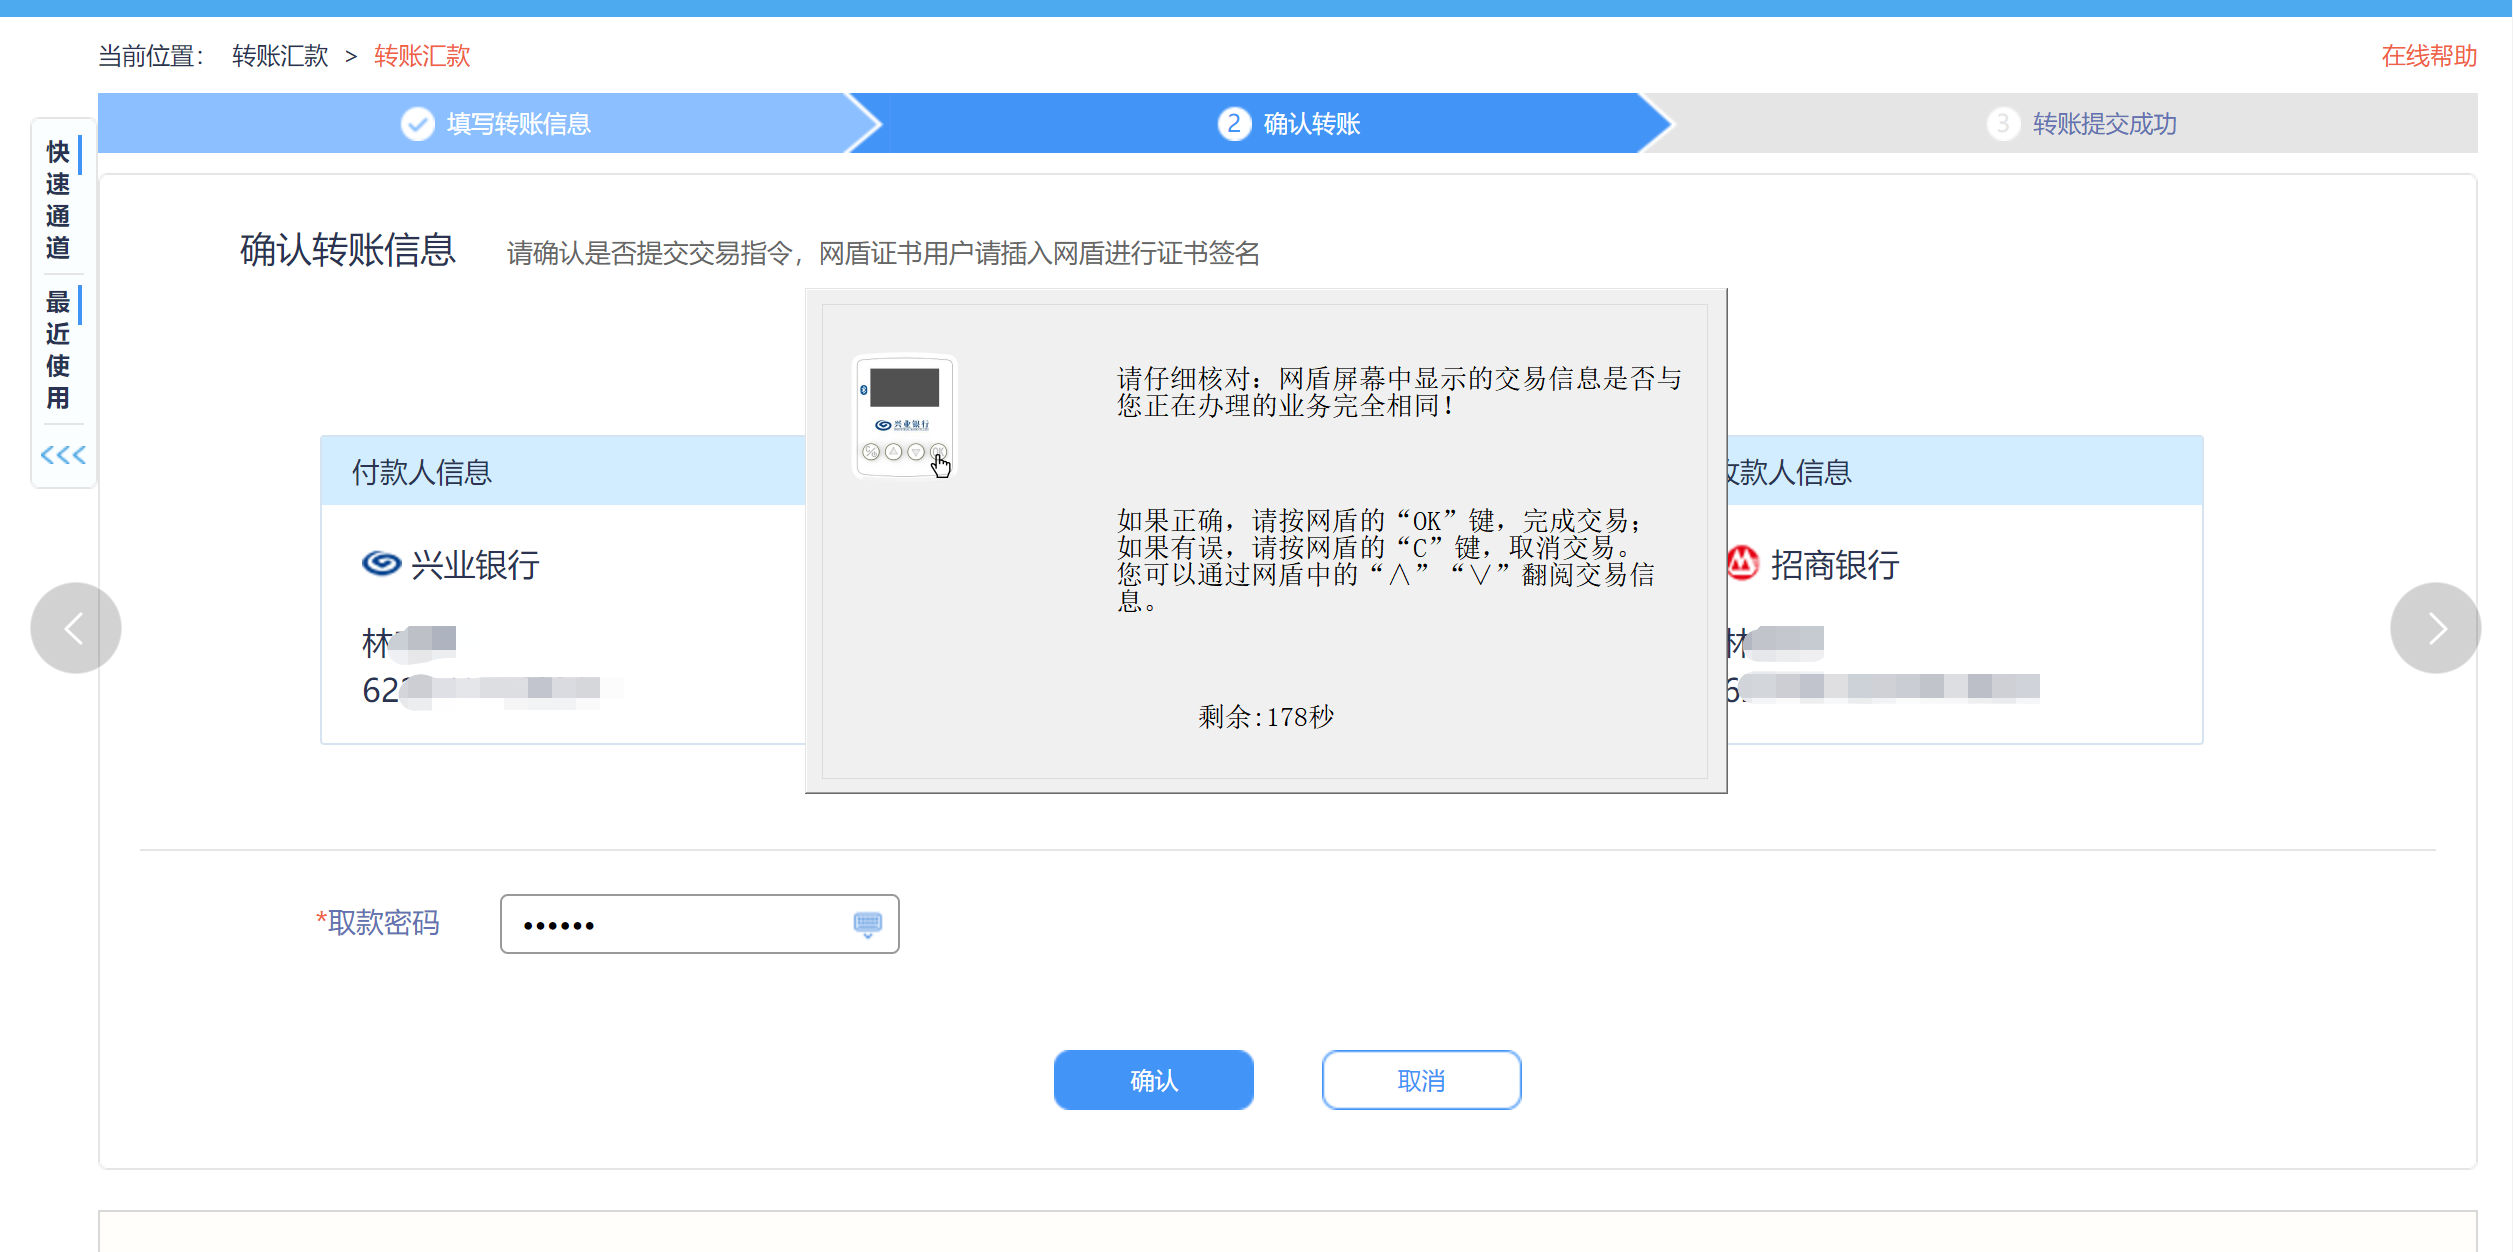 当前位置： 转账汇款 > 转账汇款
在线帮助
填写转账信息
2 确认转账
3 转账提交成功
快速通道
最近使用
<<<
确认转账信息 请确认是否提交交易指令，网盾证书用户请插入网盾进行证书签名
兴业银行
请仔细核对：网盾屏幕中显示的交易信息是否与
您正在办理的业务完全相同！
如果正确，请按网盾的“OK”键，完成交易；
如果有误，请按网盾的“C”键，取消交易。
您可以通过网盾中的“∧”“∨”翻阅交易信
息。
剩余:178秒
付款人信息
兴业银行
林
62
款人信息
招商银行
林
6
*取款密码
••••••
确认
取消